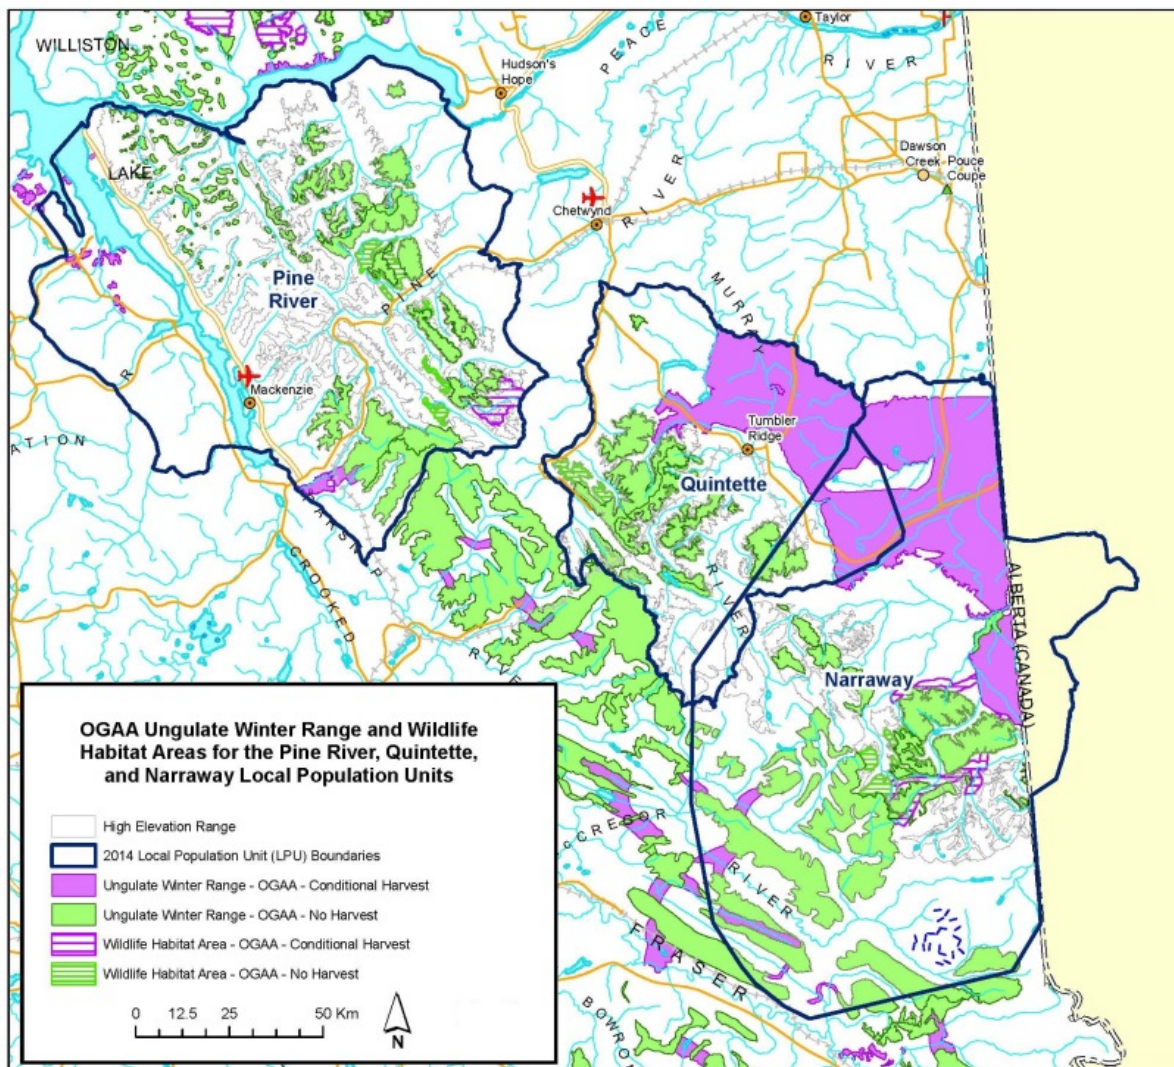 WILLISTON
LAKE
Hudson's
Hope
PEACE
RIVER
Taylor
Dawson
Creek
Pouce
Coupe
Chetwynd
RIVER
PINE
Pine
River
MURRAY
Mackenzie
Tumbler
Ridge
Quintette
RIVER
ATION
R
ARSNIP
CROOKED
RIVE
Narraway
ALBERTA(CANADA)
McGREGOR
RIVER
FRASER
BOWRO
OGAA Ungulate Winter Range and Wildlife
Habitat Areas for the Pine River, Quintette,
and Narraway Local Population Units
High Elevation Range
2014 Local Population Unit (LPU) Boundaries
Ungulate Winter Range - OGAA - Conditional Harvest
Ungulate Winter Range - OGAA - No Harvest
Wildlife Habitat Area - OGAA - Conditional Harvest
Wildlife Habitat Area - OGAA - No Harvest
0 12.5 25 50 Km
N